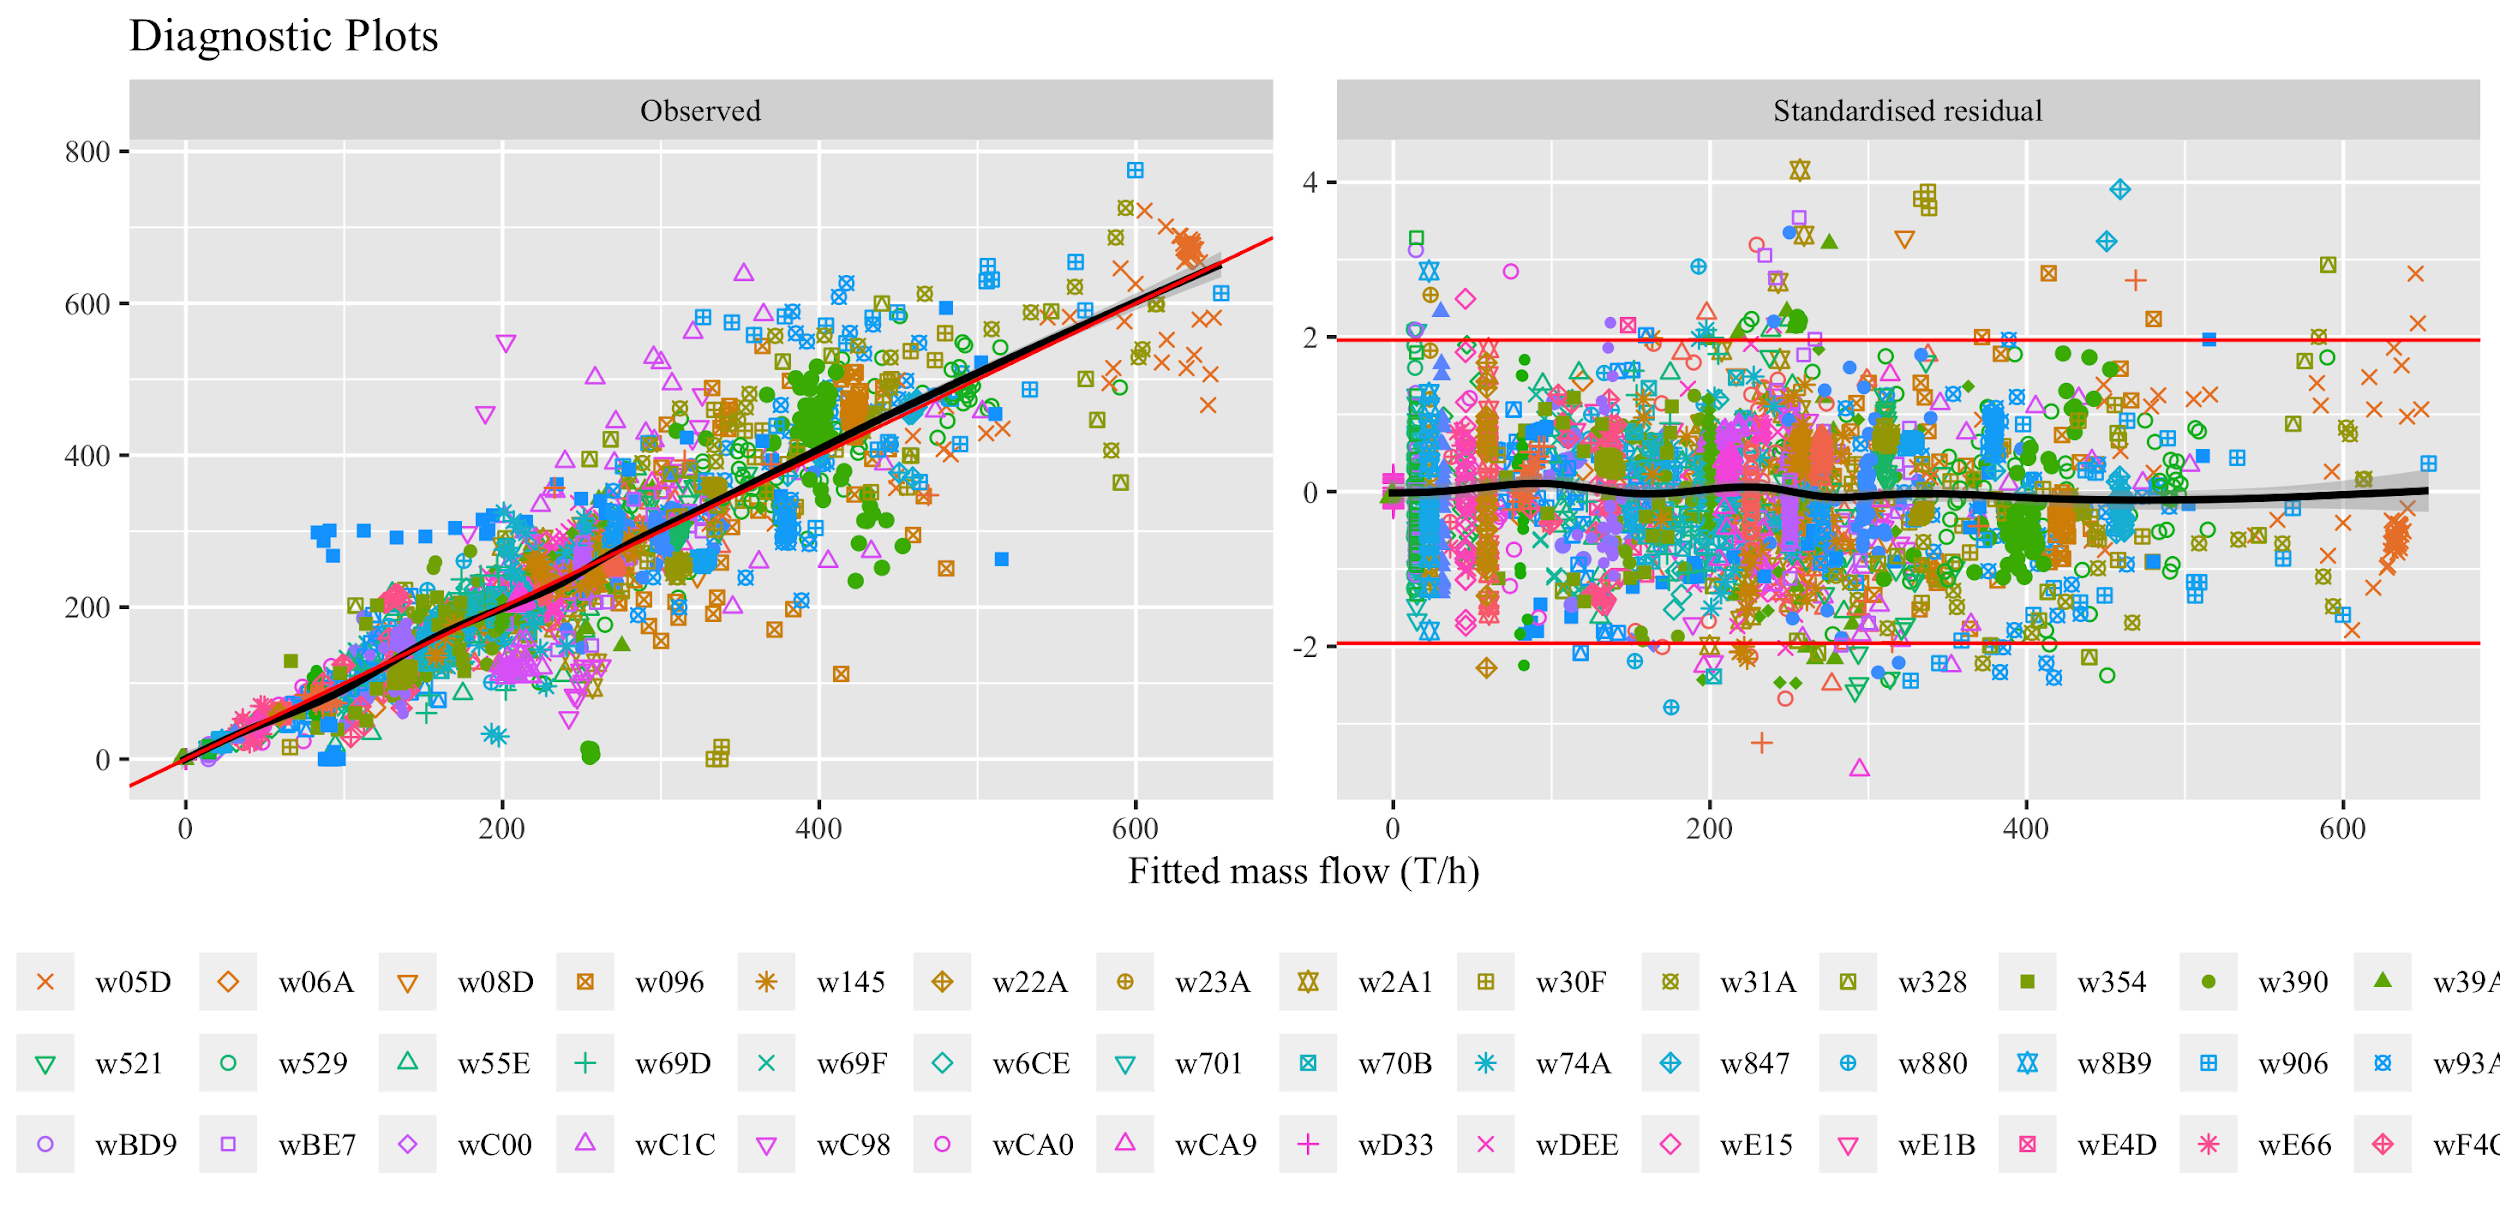 Diagnostic Plots
Observed
Standardised residual
800
600
400
200
0
4
2
0
-2
0 200 400 600
0 200 400 600
Fitted mass flow (T/h)
w05D w06A w08D w096 w145 w22A w23A w2A1 w30F w31A w328 w354 w390 w39A
w521 w529 w55E w69D w69F w6CE w701 w70B w74A w847 w880 w8B9 w906 w93A
wBD9 wBE7 wC00 wC1C wC98 wCA0 wCA9 wD33 wDEE wE15 wE1B wE4D wE66